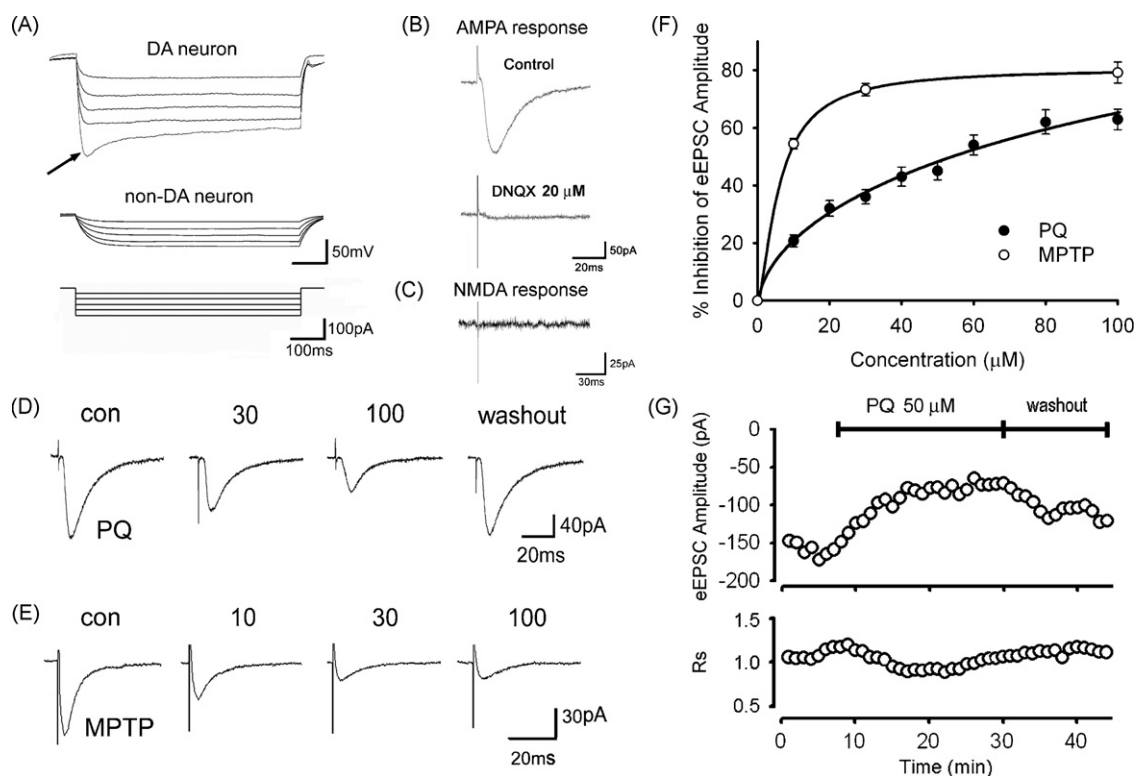 (A)
DA neuron
non-DA neuron
50mV
100pA
100ms
(B)
AMPA response
Control
DNQX 20 μM
50pA
20ms
(C)
NMDA response
25pA
30ms
(D)
con 30 100 washout
PQ
40pA
20ms
(E)
con 10 30 100
MPTP
30pA
20ms
(F)
% Inhibition of eEPSC Amplitude
80
60
40
20
0
PQ
MPTP
0 20 40 60 80 100
Concentration (μM)
(G)
PQ 50 μM washout
eEPSC Amplitude (pA)
0
-50
-100
-150
-200
Rs
1.5
1.0
0.5
0 10 20 30 40
Time (min)